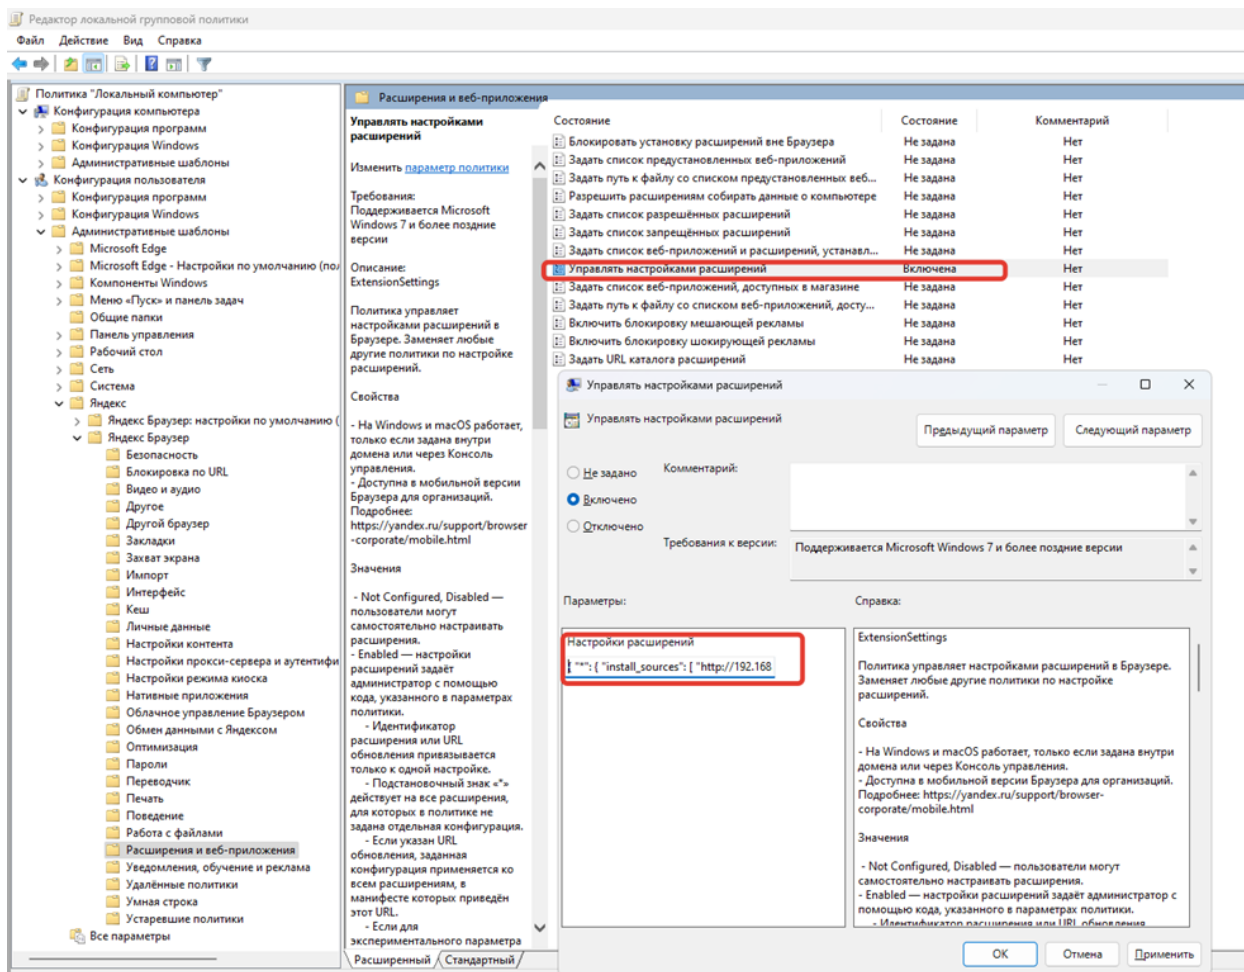 Редактор локальной групповой политики
Файл Действие Вид Справка
Политика "Локальный компьютер"
Конфигурация компьютера
Конфигурация программ
Конфигурация Windows
Административные шаблоны
Конфигурация пользователя
Конфигурация программ
Конфигурация Windows
Административные шаблоны
Microsoft Edge
Microsoft Edge - Настройки по умолчанию (по
Компоненты Windows
Меню «Пуск» и панель задач
Общие папки
Панель управления
Рабочий стол
Сеть
Система
Яндекс
Яндекс Браузер: настройки по умолчанию (
Яндекс Браузер
Безопасность
Блокировка по URL
Видео и аудио
Другое
Другой браузер
Закладки
Захват экрана
Импорт
Интерфейс
Кеш
Личные данные
Настройки контента
Настройки прокси-сервера и аутентифи
Настройки режима киоска
Нативные приложения
Облачное управление Браузером
Обмен данными с Яндексом
Оптимизация
Пароли
Переводчик
Печать
Поведение
Работа с файлами
Расширения и веб-приложения
Уведомления, обучение и реклама
Удалённые политики
Умная строка
Устаревшие политики
Все параметры
Расширения и веб-приложения
Управлять настройками
расширений
Изменить параметр политики
Требования:
Поддерживается Microsoft
Windows 7 и более поздние
версии
Описание:
ExtensionSettings
Политика управляет
настройками расширений в
Браузере. Заменяет любые
другие политики по настройке
расширений.
Свойства
- На Windows и macOS работает,
только если задана внутри
домена или через Консоль
управления.
- Доступна в мобильной версии
Браузера для организаций.
Подробнее:
https://yandex.ru/support/browser
-corporate/mobile.html
Значения
- Not Configured, Disabled —
пользователи могут
самостоятельно настраивать
расширения.
- Enabled — настройки
расширений задаёт
администратор с помощью
кода, указанного в параметрах
политики.
- Идентификатор
расширения или URL
обновления привязывается
только к одной настройке.
- Подстановочный знак «*»
действует на все расширения,
для которых в политике не
задана отдельная конфигурация.
- Если указан URL
обновления, заданная
конфигурация применяется ко
всем расширениям, в
манифесте которых приведён
этот URL.
- Если для
экспериментального параметра
Расширенный Стандартный
Состояние Состояние Комментарий
Блокировать установку расширений вне Браузера Не задана Нет
Задать список предустановленных веб-приложений Не задана Нет
Задать путь к файлу со списком предустановленных веб... Не задана Нет
Разрешить расширениям собирать данные о компьютере Не задана Нет
Задать список разрешённых расширений Не задана Нет
Задать список запрещённых расширений Не задана Нет
Задать список веб-приложений и расширений, устанавл... Не задана Нет
Управлять настройками расширений Включена Нет
Задать список веб-приложений, доступных в магазине Не задана Нет
Задать путь к файлу со списком веб-приложений, досту... Не задана Нет
Включить блокировку мешающей рекламы Не задана Нет
Включить блокировку шокирующей рекламы Не задана Нет
Задать URL каталога расширений Не задана Нет
Управлять настройками расширений
Управлять настройками расширений
Предыдущий параметр Следующий параметр
Не задано Комментарий:
Включено
Отключено
Требования к версии: Поддерживается Microsoft Windows 7 и более поздние версии
Параметры: Справка:
Настройки расширений
"*": { "install_sources": [ "http://192.168
ExtensionSettings
Политика управляет настройками расширений в Браузере.
Заменяет любые другие политики по настройке
расширений.
Свойства
- На Windows и macOS работает, только если задана внутри
домена или через Консоль управления.
- Доступна в мобильной версии Браузера для организаций.
Подробнее: https://yandex.ru/support/browser-
corporate/mobile.html
Значения
- Not Configured, Disabled — пользователи могут
самостоятельно настраивать расширения.
- Enabled — настройки расширений задаёт администратор с
помощью кода, указанного в параметрах политики.
- Идентификатор расширения или URL обновления
OK Отмена Применить